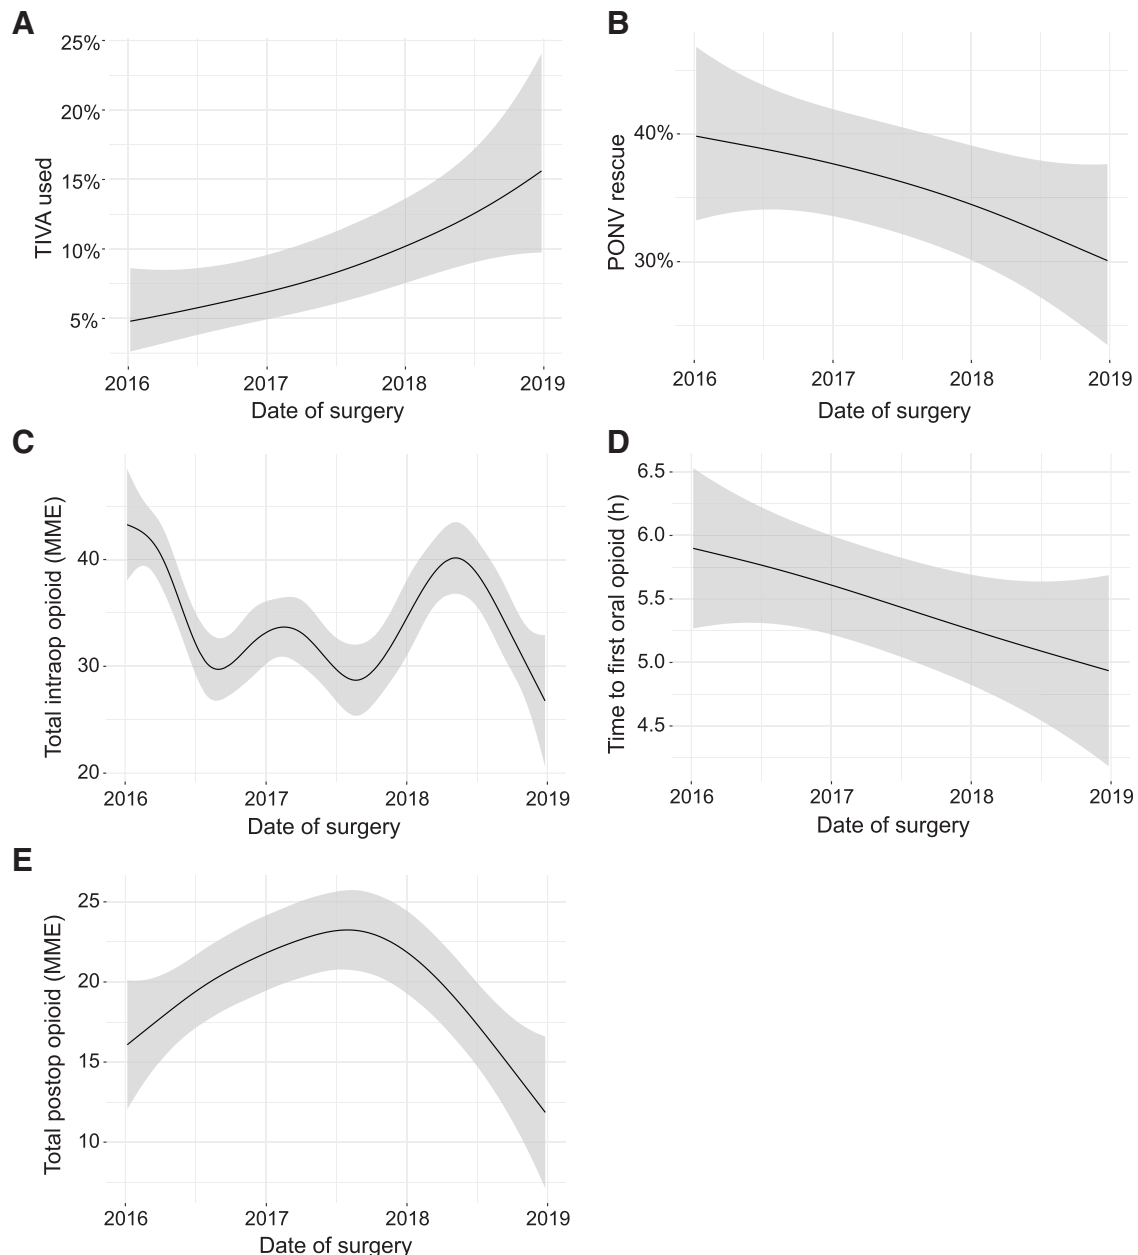 A
B
25%
20%
15%
10%
5%
TIVA used
2016 2017 2018 2019
Date of surgery
40%
30%
PONV rescue
2016 2017 2018 2019
Date of surgery
C
D
40
30
20
Total intraop opioid (MME)
2016 2017 2018 2019
Date of surgery
6.5
6.0
5.5
5.0
4.5
Time to first oral opioid (h)
2016 2017 2018 2019
Date of surgery
E
25
20
15
10
Total postop opioid (MME)
2016 2017 2018 2019
Date of surgery